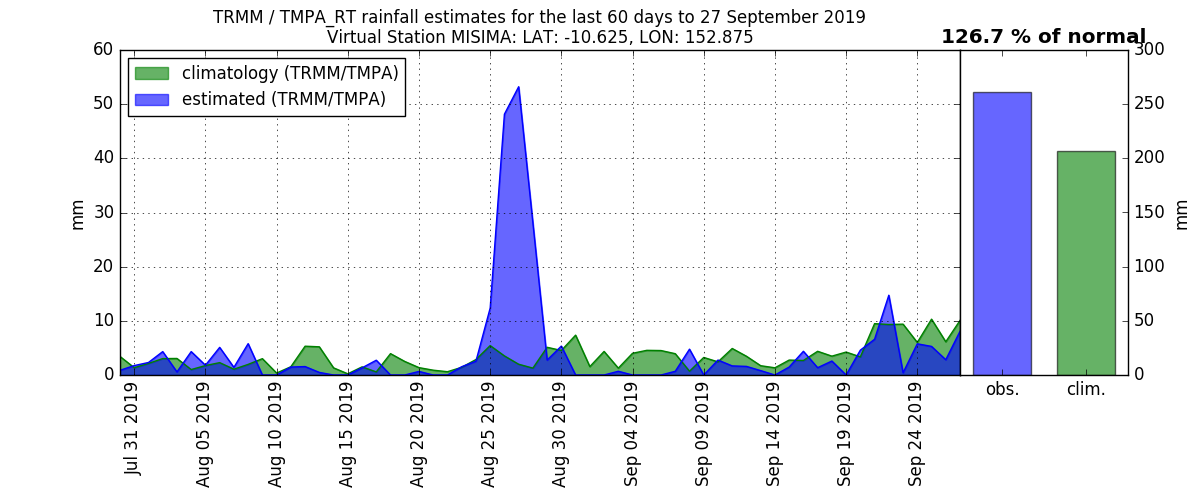 TRMM / TMPA_RT rainfall estimates for the last 60 days to 27 September 2019
Virtual Station MISIMA: LAT: -10.625, LON: 152.875
126.7 % of normal
climatology (TRMM/TMPA)
estimated (TRMM/TMPA)
60
50
40
30
20
10
0
mm
300
250
200
150
100
50
0
mm
Jul 31 2019
Aug 05 2019
Aug 10 2019
Aug 15 2019
Aug 20 2019
Aug 25 2019
Aug 30 2019
Sep 04 2019
Sep 09 2019
Sep 14 2019
Sep 19 2019
Sep 24 2019
obs.
clim.